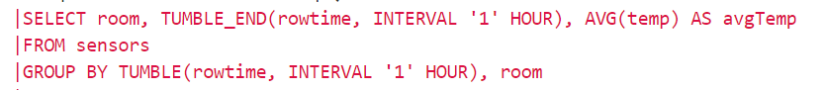 |SELECT room, TUMBLE_END(rowtime, INTERVAL '1' HOUR), AVG(temp) AS avgTemp
|FROM sensors
|GROUP BY TUMBLE(rowtime, INTERVAL '1' HOUR), room